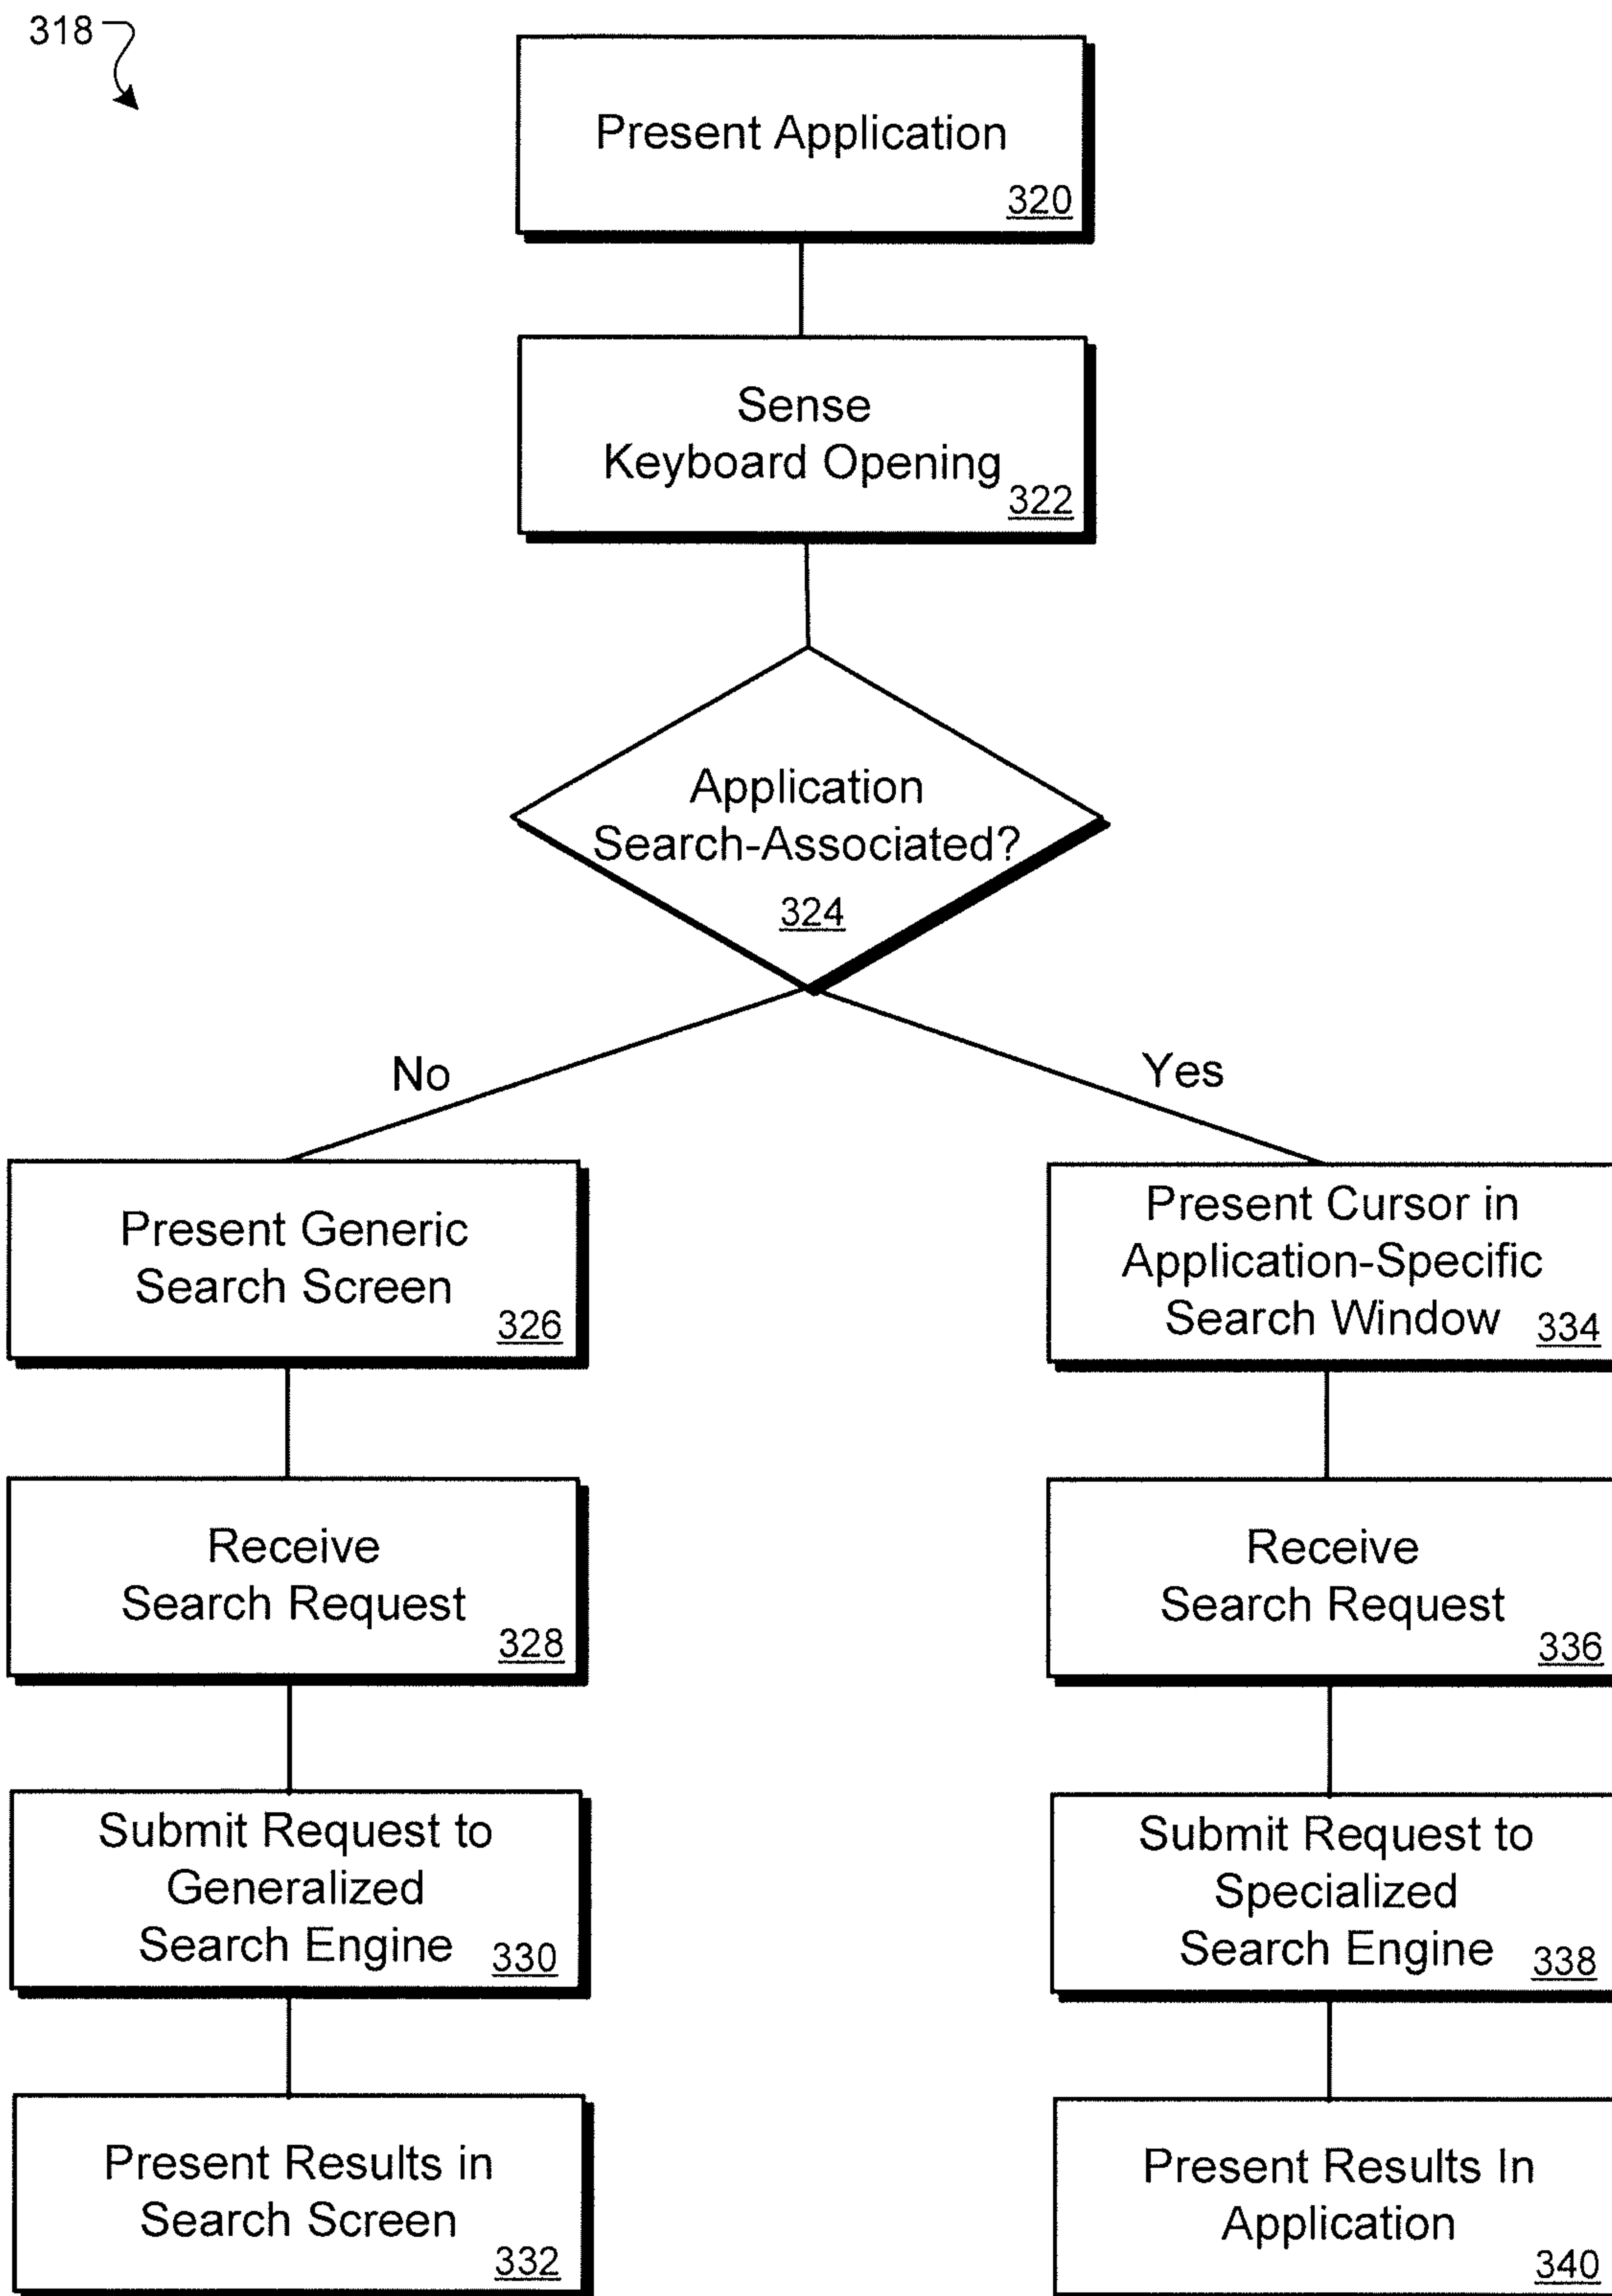 318
Present Application
320
Sense
Keyboard Opening
322
Application
Search-Associated?
324
No
Yes
Present Generic
Search Screen
326
Present Cursor in
Application-Specific
Search Window
334
Receive
Search Request
328
Receive
Search Request
336
Submit Request to
Generalized
Search Engine
330
Submit Request to
Specialized
Search Engine
338
Present Results in
Search Screen
332
Present Results In
Application
340